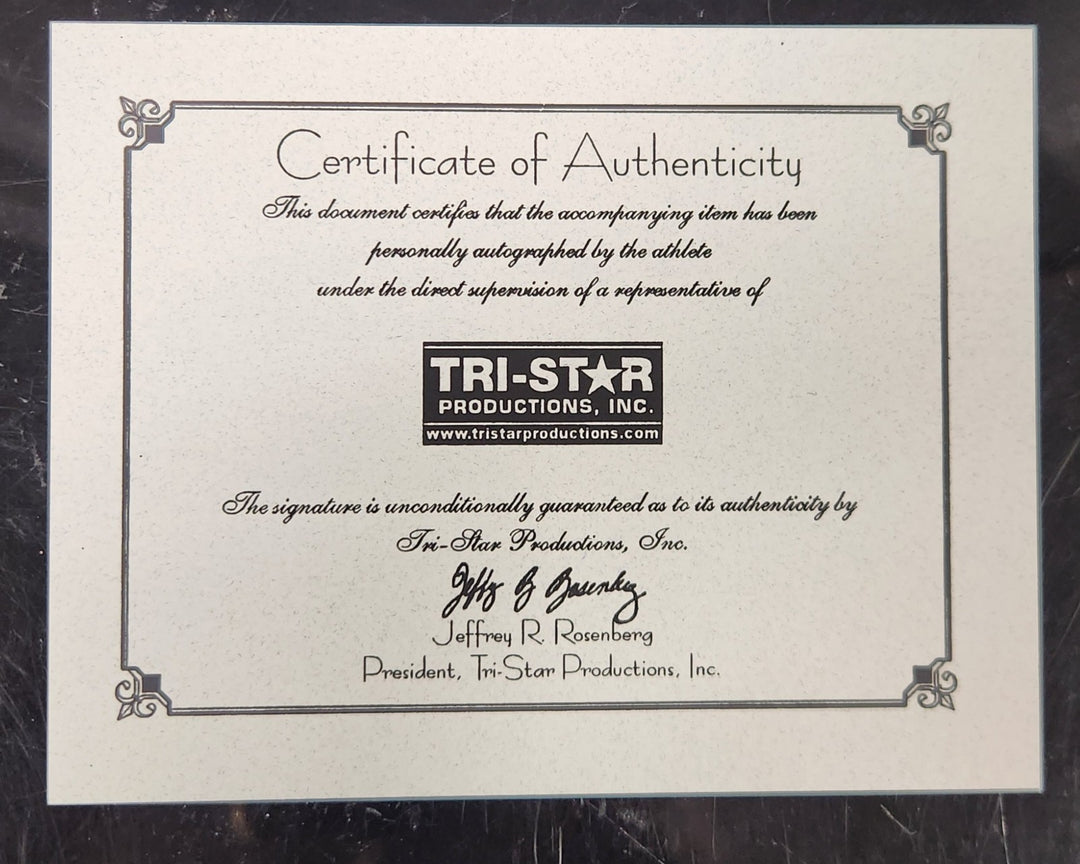 Certificate of Authenticity
This document certifies that the accompanying item has been
personally autographed by the athlete
under the direct supervision of a representative of
TRI-STAR
PRODUCTIONS, INC.
www.tristarproductions.com
The signature is unconditionally guaranteed as to its authenticity by
Tri-Star Productions, Inc.
Jeffrey R. Rosenberg
President, Tri-Star Productions, Inc.